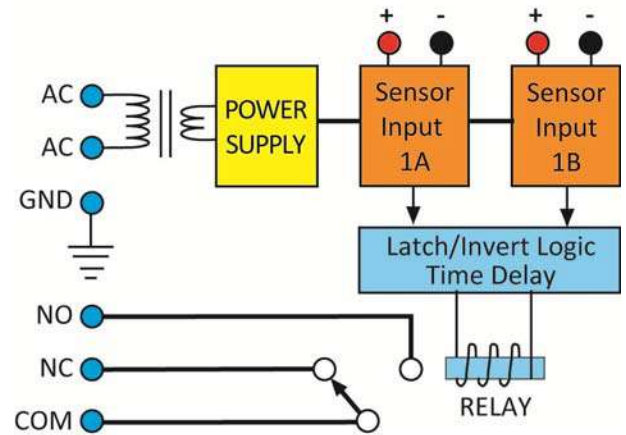 + - + -
AC
AC
GND
POWER
SUPPLY
Sensor
Input
1A
Sensor
Input
1B
Latch/Invert Logic
Time Delay
NO
NC
COM
RELAY